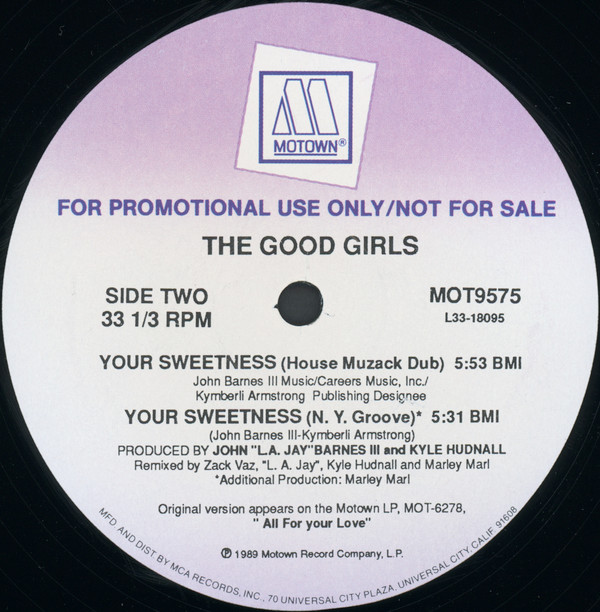 MOTOWN®
FOR PROMOTIONAL USE ONLY/NOT FOR SALE
THE GOOD GIRLS
SIDE TWO
33 1/3 RPM
MOT9575
L33-18095
YOUR SWEETNESS (House Muzack Dub) 5:53 BMI
John Barnes III Music/Careers Music, Inc./
Kymberli Armstrong Publishing Designee
YOUR SWEETNESS (N. Y. Groove)* 5:31 BMI
(John Barnes III-Kymberli Armstrong)
PRODUCED BY JOHN "L.A. JAY"BARNES III and KYLE HUDNALL
Remixed by Zack Vaz, "L. A. Jay", Kyle Hudnall and Marley Marl
*Additional Production: Marley Marl
Original version appears on the Motown LP, MOT-6278,
" All For your Love"
℗ 1989 Motown Record Company, L.P.
MFD. AND DIST BY MCA RECORDS, INC., 70 UNIVERSAL CITY PLAZA, UNIVERSAL CITY, CALIF. 91608